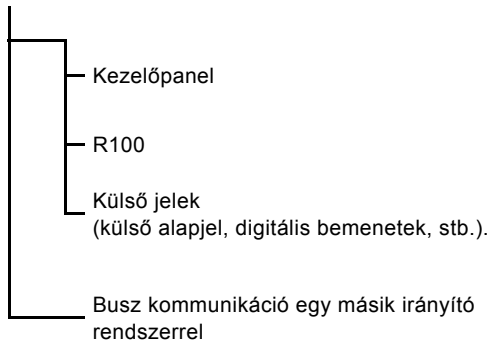 Kezelőpanel
R100
Külső jelek
(külső alapjel, digitális bemenetek, stb.).
Busz kommunikáció egy másik irányító
rendszerrel